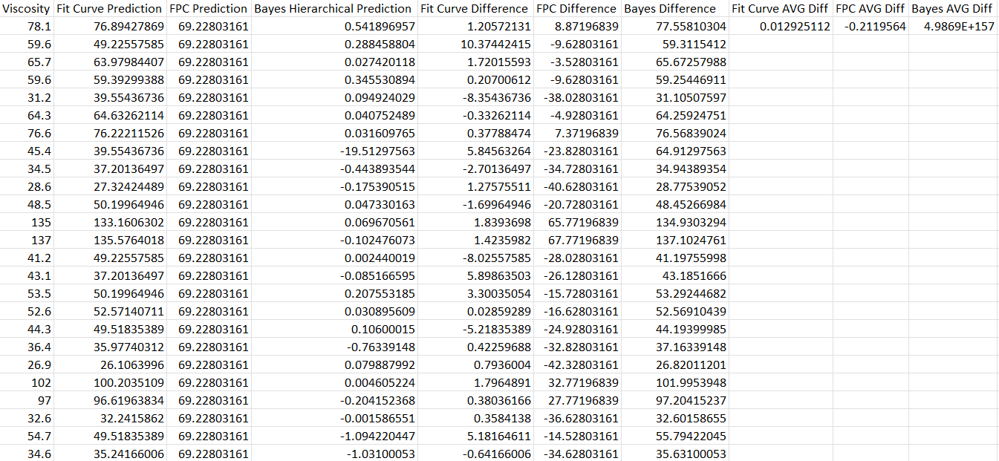 Viscosity Fit Curve Prediction FPC Prediction Bayes Hierarchical Prediction Fit Curve Difference FPC Difference Bayes Difference Fit Curve AVG Diff FPC AVG Diff Bayes AVG Diff
78.1 76.89427869 69.22803161 0.541896957 1.20572131 8.87196839 77.55810304 0.012925112 -0.2119564 4.9869E+157
59.6 49.22557585 69.22803161 0.288458804 10.37442415 -9.62803161 59.3115412
65.7 63.97984407 69.22803161 0.027420118 1.72015593 -3.52803161 65.67257988
59.6 59.39299388 69.22803161 0.345530894 0.20700612 -9.62803161 59.25446911
31.2 39.55436736 69.22803161 0.094924029 -8.35436736 -38.02803161 31.10507597
64.3 64.63262114 69.22803161 0.040752489 -0.33262114 -4.92803161 64.25924751
76.6 76.22211526 69.22803161 0.031609765 0.37788474 7.37196839 76.56839024
45.4 39.55436736 69.22803161 -19.51297563 5.84563264 -23.82803161 64.91297563
34.5 37.20136497 69.22803161 -0.443893544 -2.70136497 -34.72803161 34.94389354
28.6 27.32424489 69.22803161 -0.175390515 1.27575511 -40.62803161 28.77539052
48.5 50.19964946 69.22803161 0.047330163 -1.69964946 -20.72803161 48.45266984
135 133.1606302 69.22803161 0.069670561 1.8393698 65.77196839 134.9303294
137 135.5764018 69.22803161 -0.102476073 1.4235982 67.77196839 137.1024761
41.2 49.22557585 69.22803161 0.002440019 -8.02557585 -28.02803161 41.19755998
43.1 37.20136497 69.22803161 -0.085166595 5.89863503 -26.12803161 43.1851666
53.5 50.19964946 69.22803161 0.207553185 3.30035054 -15.72803161 53.29244682
52.6 52.57140711 69.22803161 0.030895609 0.02859289 -16.62803161 52.56910439
44.3 49.51835389 69.22803161 0.10600015 -5.21835389 -24.92803161 44.19399985
36.4 35.97740312 69.22803161 -0.76339148 0.42259688 -32.82803161 37.16339148
26.9 26.1063996 69.22803161 0.079887992 0.7936004 -42.32803161 26.82011201
102 100.2035109 69.22803161 0.004605224 1.7964891 32.77196839 101.9953948
97 96.61963834 69.22803161 -0.204152368 0.38036166 27.77196839 97.20415237
32.6 32.2415862 69.22803161 -0.001586551 0.3584138 -36.62803161 32.60158655
54.7 49.51835389 69.22803161 -1.094220447 5.18164611 -14.52803161 55.79422045
34.6 35.24166006 69.22803161 -1.03100053 -0.64166006 -34.62803161 35.63100053